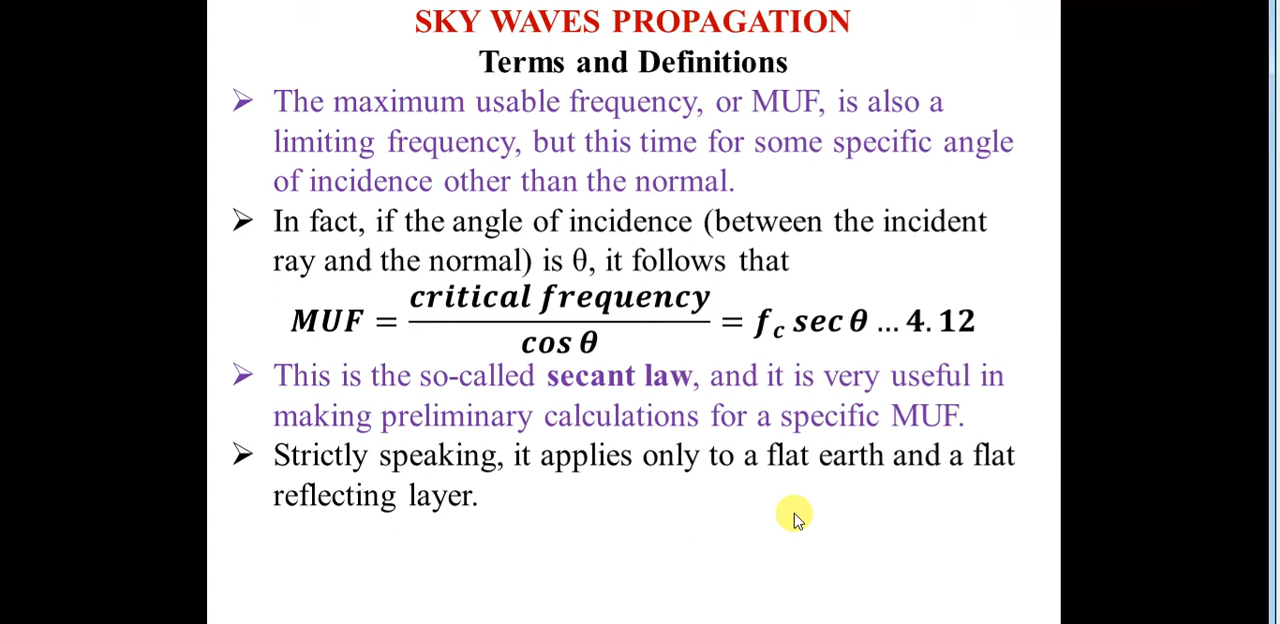 SKY WAVES PROPAGATION
Terms and Definitions
➢ The maximum usable frequency, or MUF, is also a
limiting frequency, but this time for some specific angle
of incidence other than the normal.
➢ In fact, if the angle of incidence (between the incident
ray and the normal) is θ, it follows that
MUF = critical frequency / cos θ = f_c sec θ ... 4.12
➢ This is the so-called secant law, and it is very useful in
making preliminary calculations for a specific MUF.
➢ Strictly speaking, it applies only to a flat earth and a flat
reflecting layer.